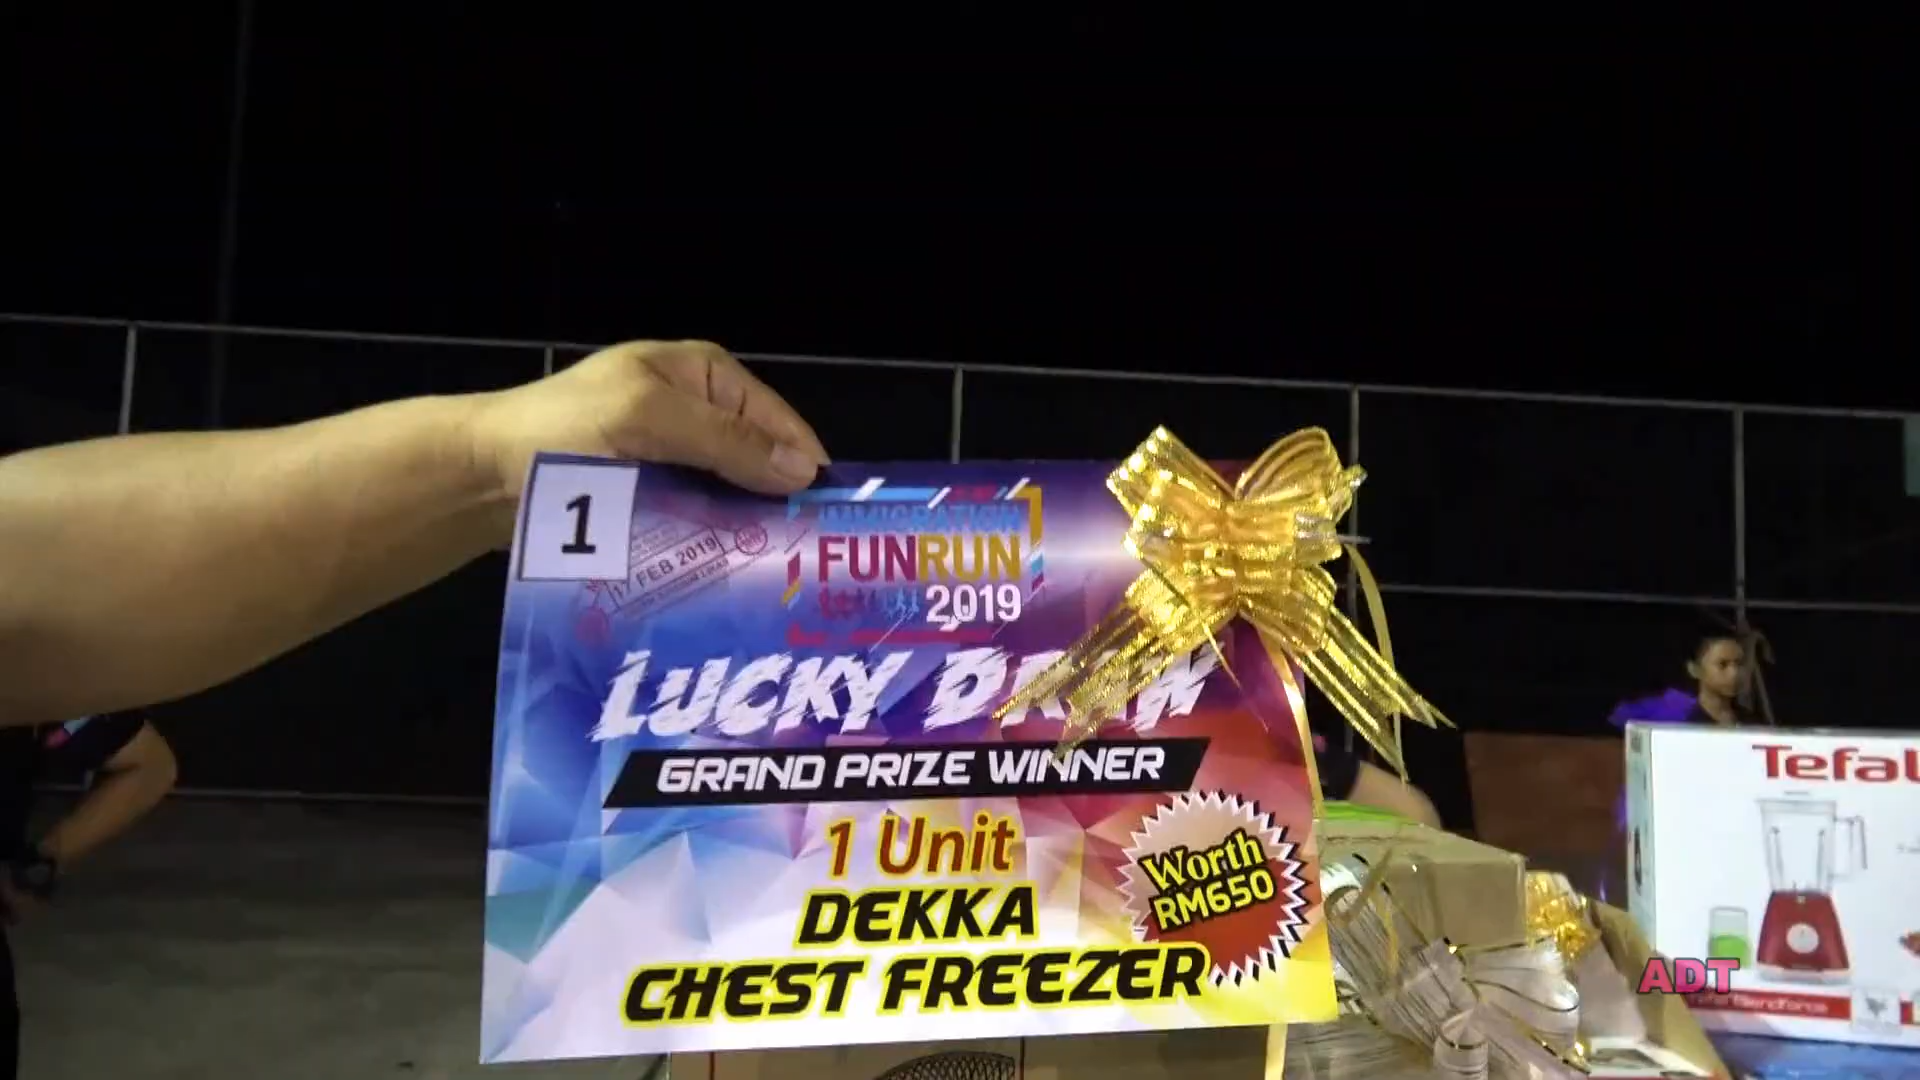 1
17 FEB 2019
IMMIGRATION
FUNRUN
2019
LUCKY DRAW
GRAND PRIZE WINNER
1 Unit
DEKKA
CHEST FREEZER
Worth
RM650
Tefal
ADT